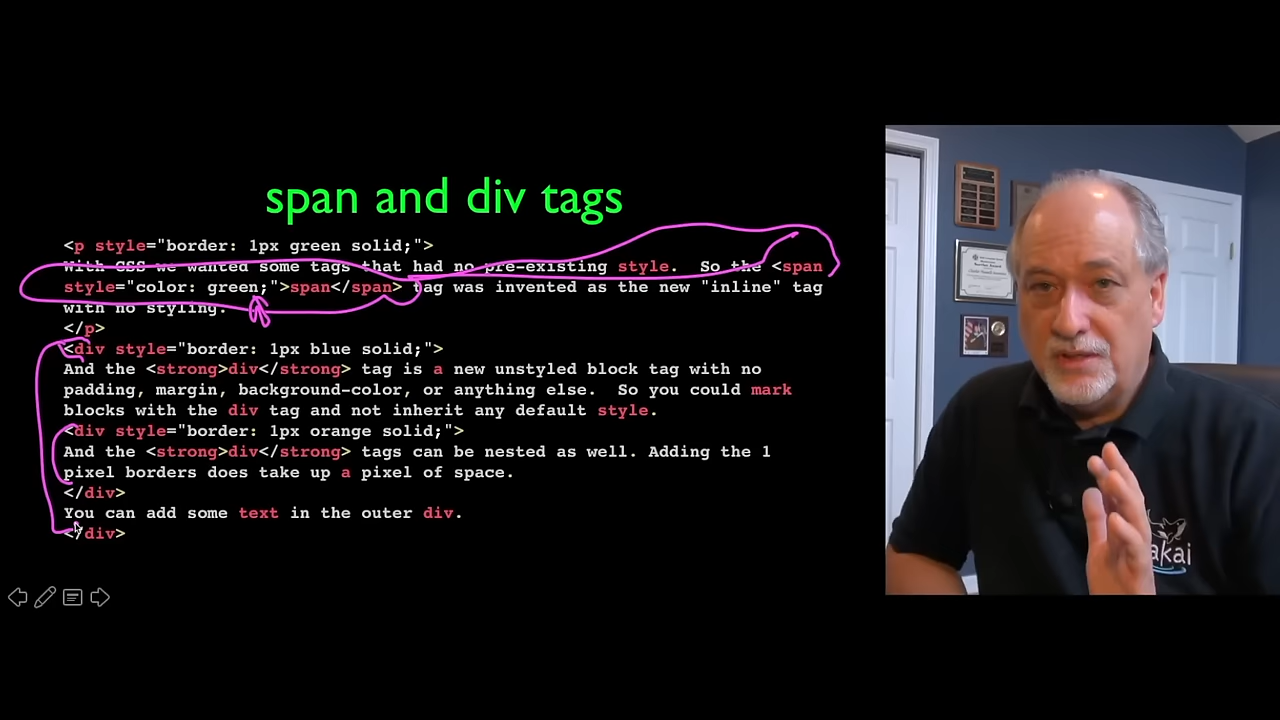 span and div tags
<p style="border: 1px green solid;">
With CSS we wanted some tags that had no pre-existing style.  So the <span
style="color: green;">span</span> tag was invented as the new "inline" tag
with no styling.
</p>
<div style="border: 1px blue solid;">
And the <strong>div</strong> tag is a new unstyled block tag with no
padding, margin, background-color, or anything else.  So you could mark
blocks with the div tag and not inherit any default style.
<div style="border: 1px orange solid;">
And the <strong>div</strong> tags can be nested as well. Adding the 1
pixel borders does take up a pixel of space.
</div>
You can add some text in the outer div.
</div>
akai